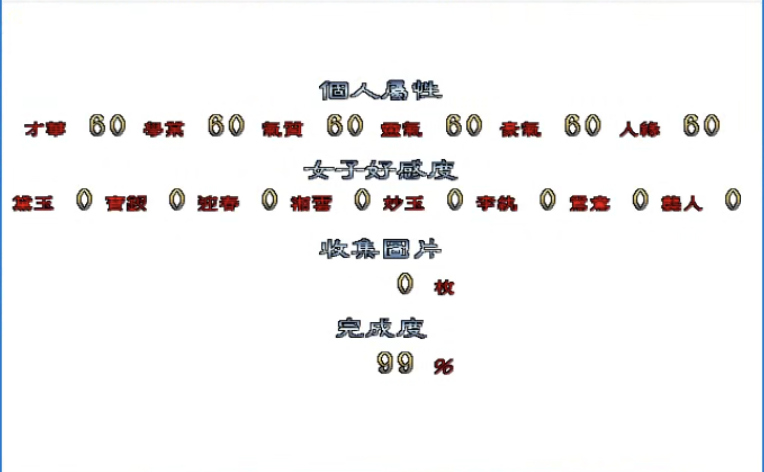 個人屬性
才華 60 學業 60 氣質 60 靈氣 60 豪氣 60 人緣 60
女子好感度
黛玉 0 寶釵 0 迎春 0 湘雲 0 妙玉 0 李紈 0 鴛鴦 0 襲人 0
收集圖片
0 枚
完成度
99 %